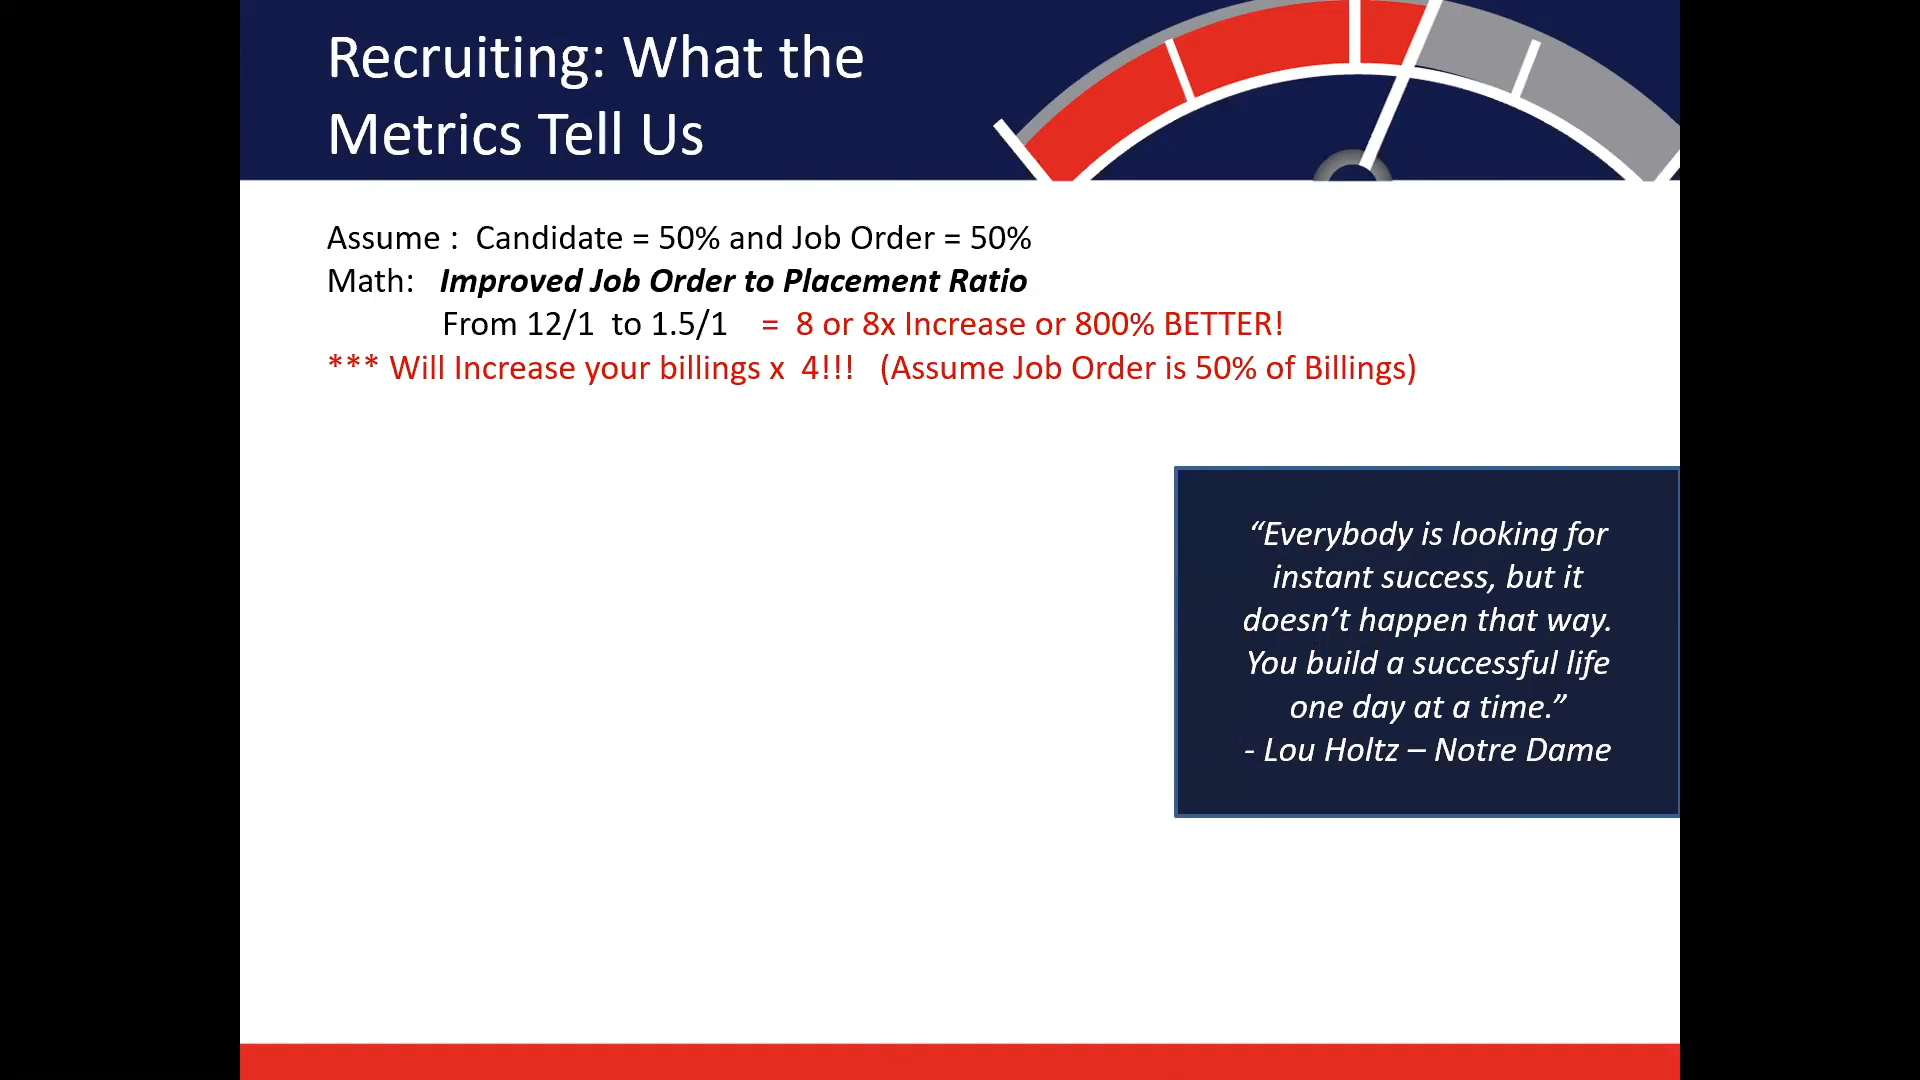 Recruiting: What the
Metrics Tell Us
Assume :  Candidate = 50% and Job Order = 50%
Math:   Improved Job Order to Placement Ratio
From 12/1  to 1.5/1    =  8 or 8x Increase or 800% BETTER!
*** Will Increase your billings x  4!!!   (Assume Job Order is 50% of Billings)
“Everybody is looking for
instant success, but it
doesn’t happen that way.
You build a successful life
one day at a time.”
- Lou Holtz – Notre Dame